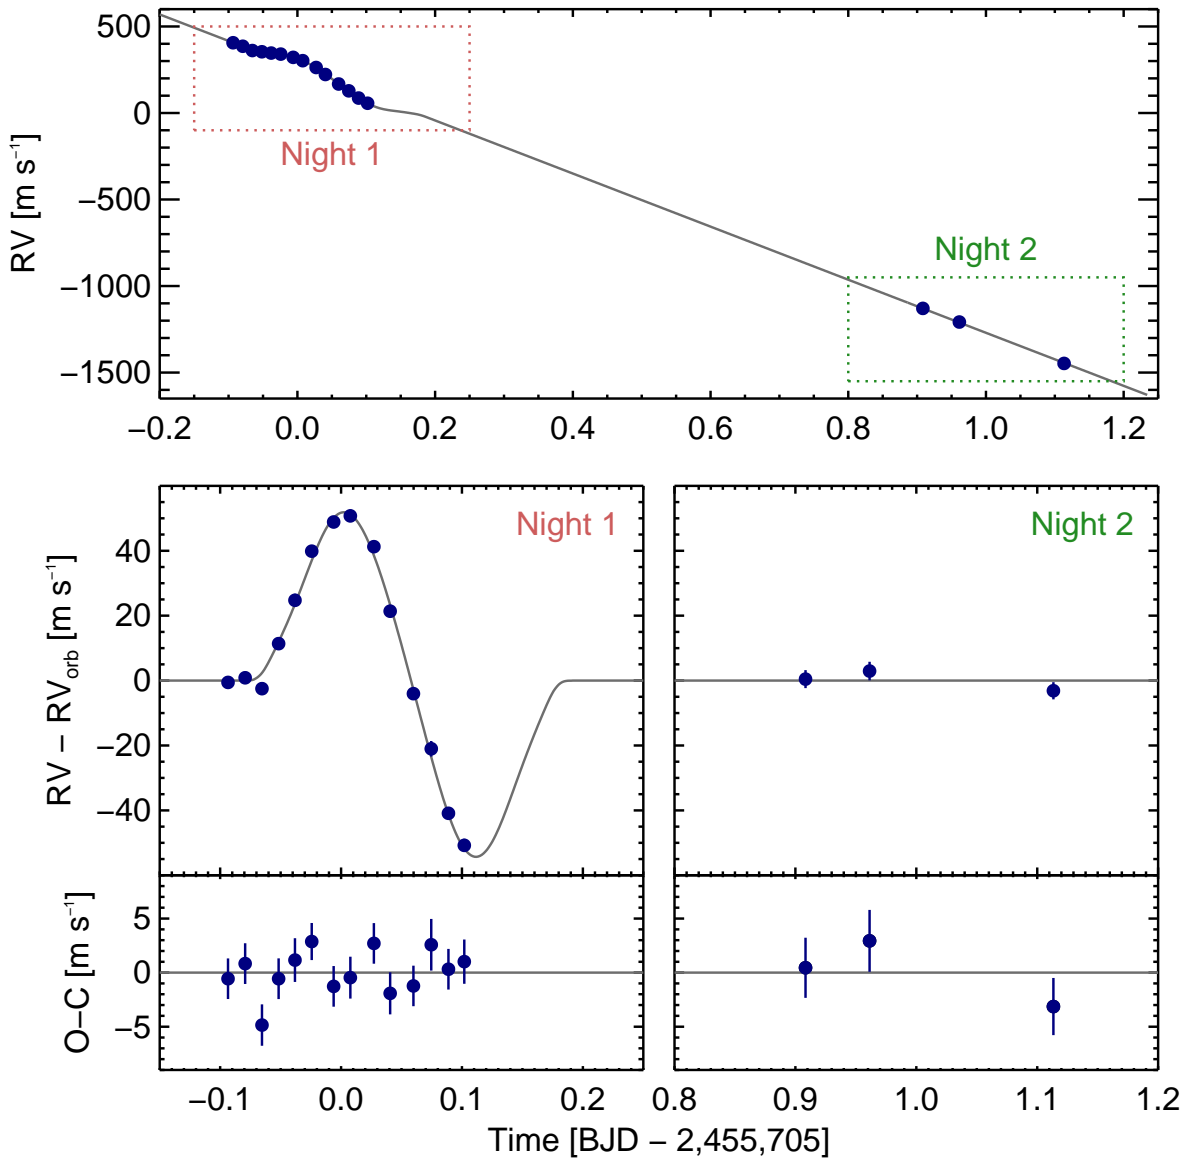 500
0
−500
−1000
−1500
RV [m s⁻¹]
Night 1
Night 2
−0.2 0.0 0.2 0.4 0.6 0.8 1.0 1.2
Night 1
Night 2
40
20
0
−20
−40
RV − RVorb [m s⁻¹]
5
0
−5
O−C [m s⁻¹]
−0.1 0.0 0.1 0.2 0.8 0.9 1.0 1.1 1.2
Time [BJD − 2,455,705]